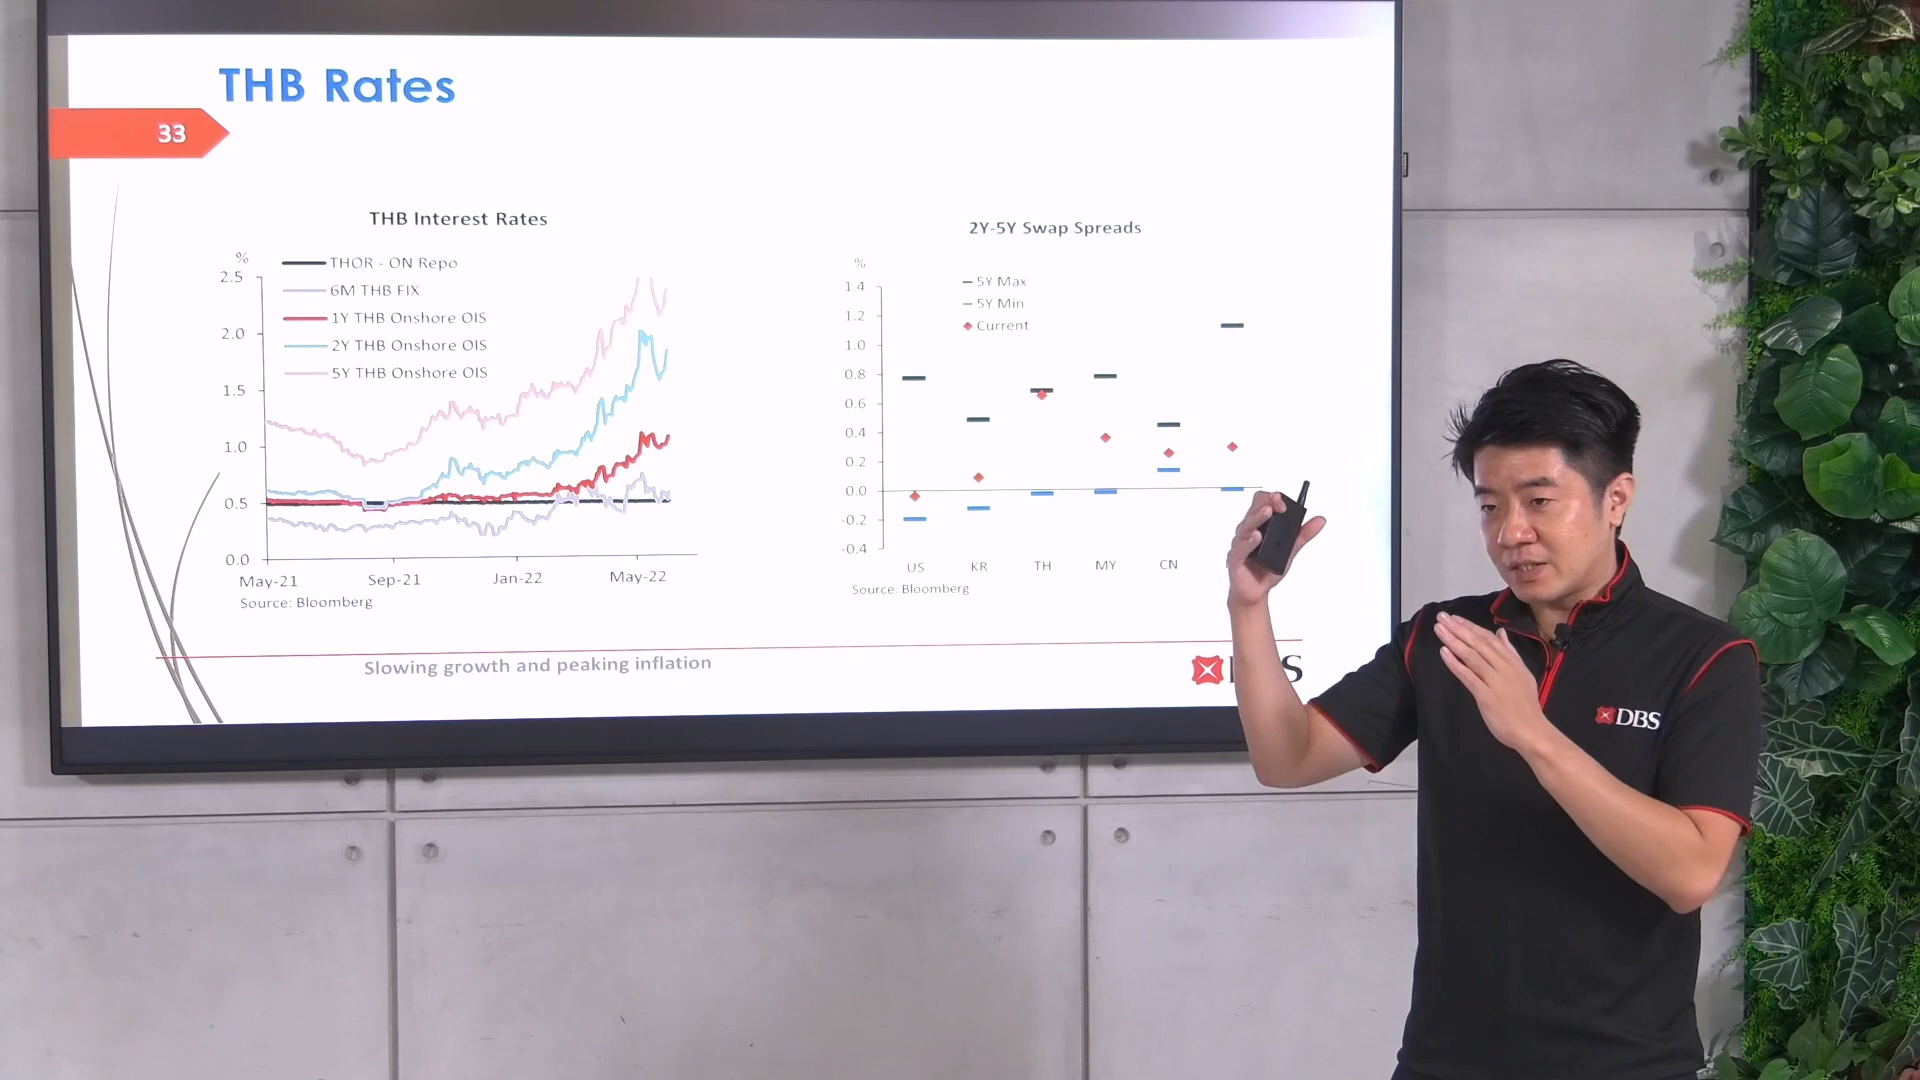 THB Rates
33
THB Interest Rates
%
2.5
2.0
1.5
1.0
0.5
0.0
THOR - ON Repo
6M THB FIX
1Y THB Onshore OIS
2Y THB Onshore OIS
5Y THB Onshore OIS
May-21 Sep-21 Jan-22 May-22
Source: Bloomberg
2Y-5Y Swap Spreads
%
1.4
1.2
1.0
0.8
0.6
0.4
0.2
0.0
-0.2
-0.4
5Y Max
5Y Min
Current
US KR TH MY CN
Source: Bloomberg
Slowing growth and peaking inflation
DBS